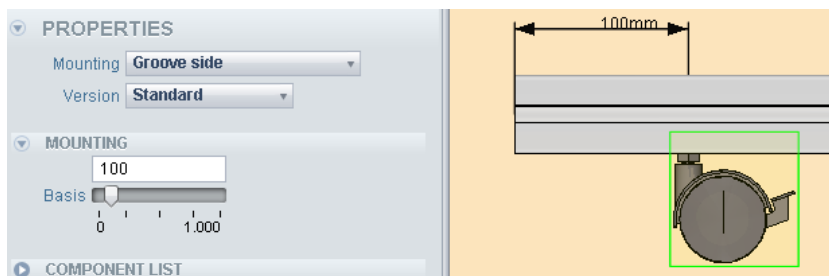 PROPERTIES
Mounting Groove side
Version Standard
MOUNTING
100
Basis
0 1.000
COMPONENT LIST
100mm